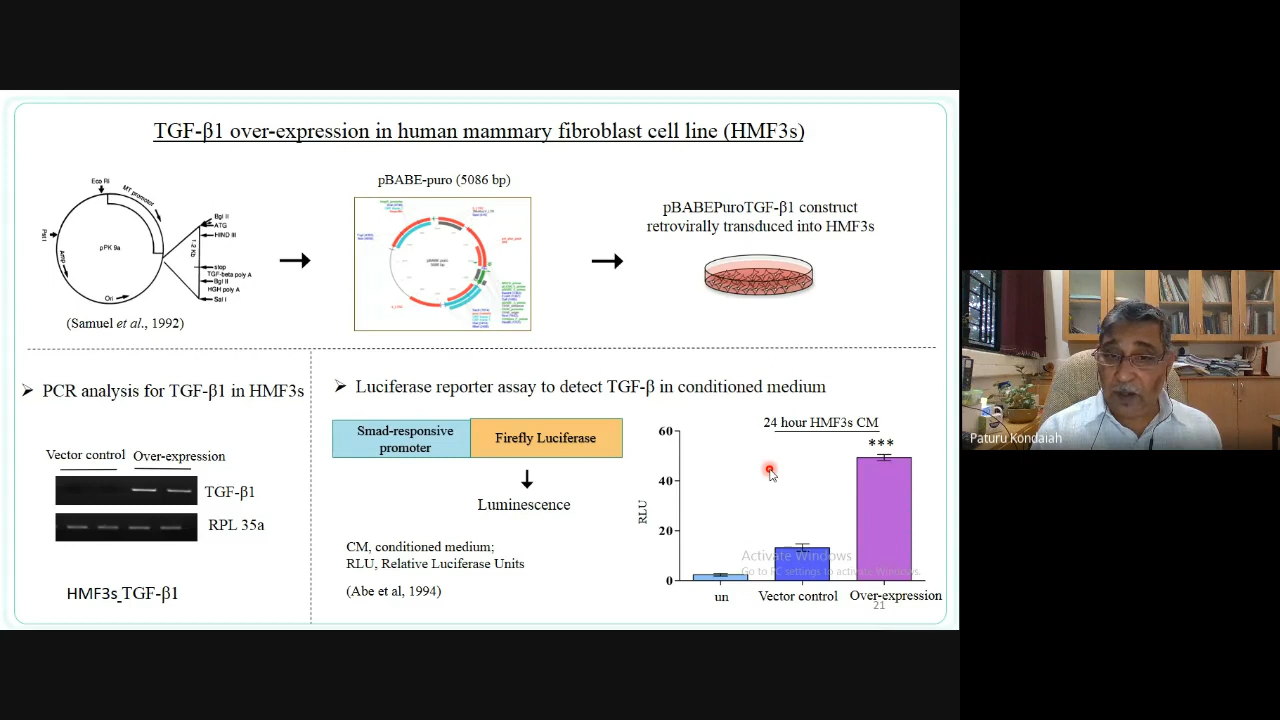 TGF-β1 over-expression in human mammary fibroblast cell line (HMF3s)
Eco RI
MT promotor
Pst I
pPK 9a
Amp
Ori
Bgl II
ATG
HIND III
1.2 Kb
stop
TGF-beta poly A
Bgl II
HGH poly A
Sal I
(Samuel et al., 1992)
pBABE-puro (5086 bp)
pBABEPuroTGF-β1 construct
retrovirally transduced into HMF3s
➢ PCR analysis for TGF-β1 in HMF3s
Vector control Over-expression
TGF-β1
RPL 35a
HMF3s_TGF-β1
➢ Luciferase reporter assay to detect TGF-β in conditioned medium
Smad-responsive
promoter
Firefly Luciferase
Luminescence
CM, conditioned medium;
RLU, Relative Luciferase Units
(Abe et al, 1994)
24 hour HMF3s CM
***
60
40
20
0
RLU
un
Vector control
Over-expression
Activate Windows
Go to PC settings to activate Windows.
21
Paturu Kondaiah